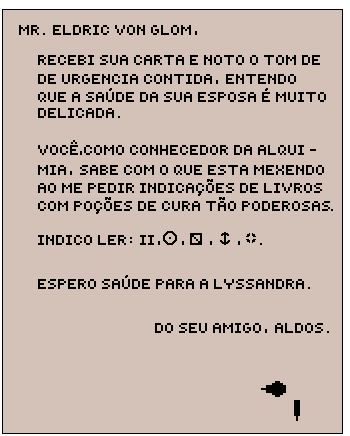 MR. ELDRIC VON GLOM,
RECEBI SUA CARTA E NOTO O TOM DE
DE URGENCIA CONTIDA, ENTENDO
QUE A SAÚDE DA SUA ESPOSA É MUITO
DELICADA.
VOCÊ,COMO CONHECEDOR DA ALQUI -
MIA, SABE COM O QUE ESTA MEXENDO
AO ME PEDIR INDICAÇÕES DE LIVROS
COM POÇÕES DE CURA TÃO PODEROSAS.
INDICO LER: II,⊙, ⚂, ↕, ⁛.
ESPERO SAÚDE PARA A LYSSANDRA.
DO SEU AMIGO, ALDOS.